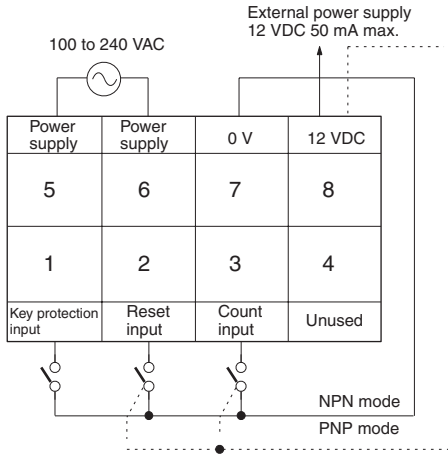 External power supply
12 VDC 50 mA max.
100 to 240 VAC
Power
supply
Power
supply
0 V
12 VDC
5
6
7
8
1
2
3
4
Key protection
input
Reset
input
Count
input
Unused
NPN mode
PNP mode